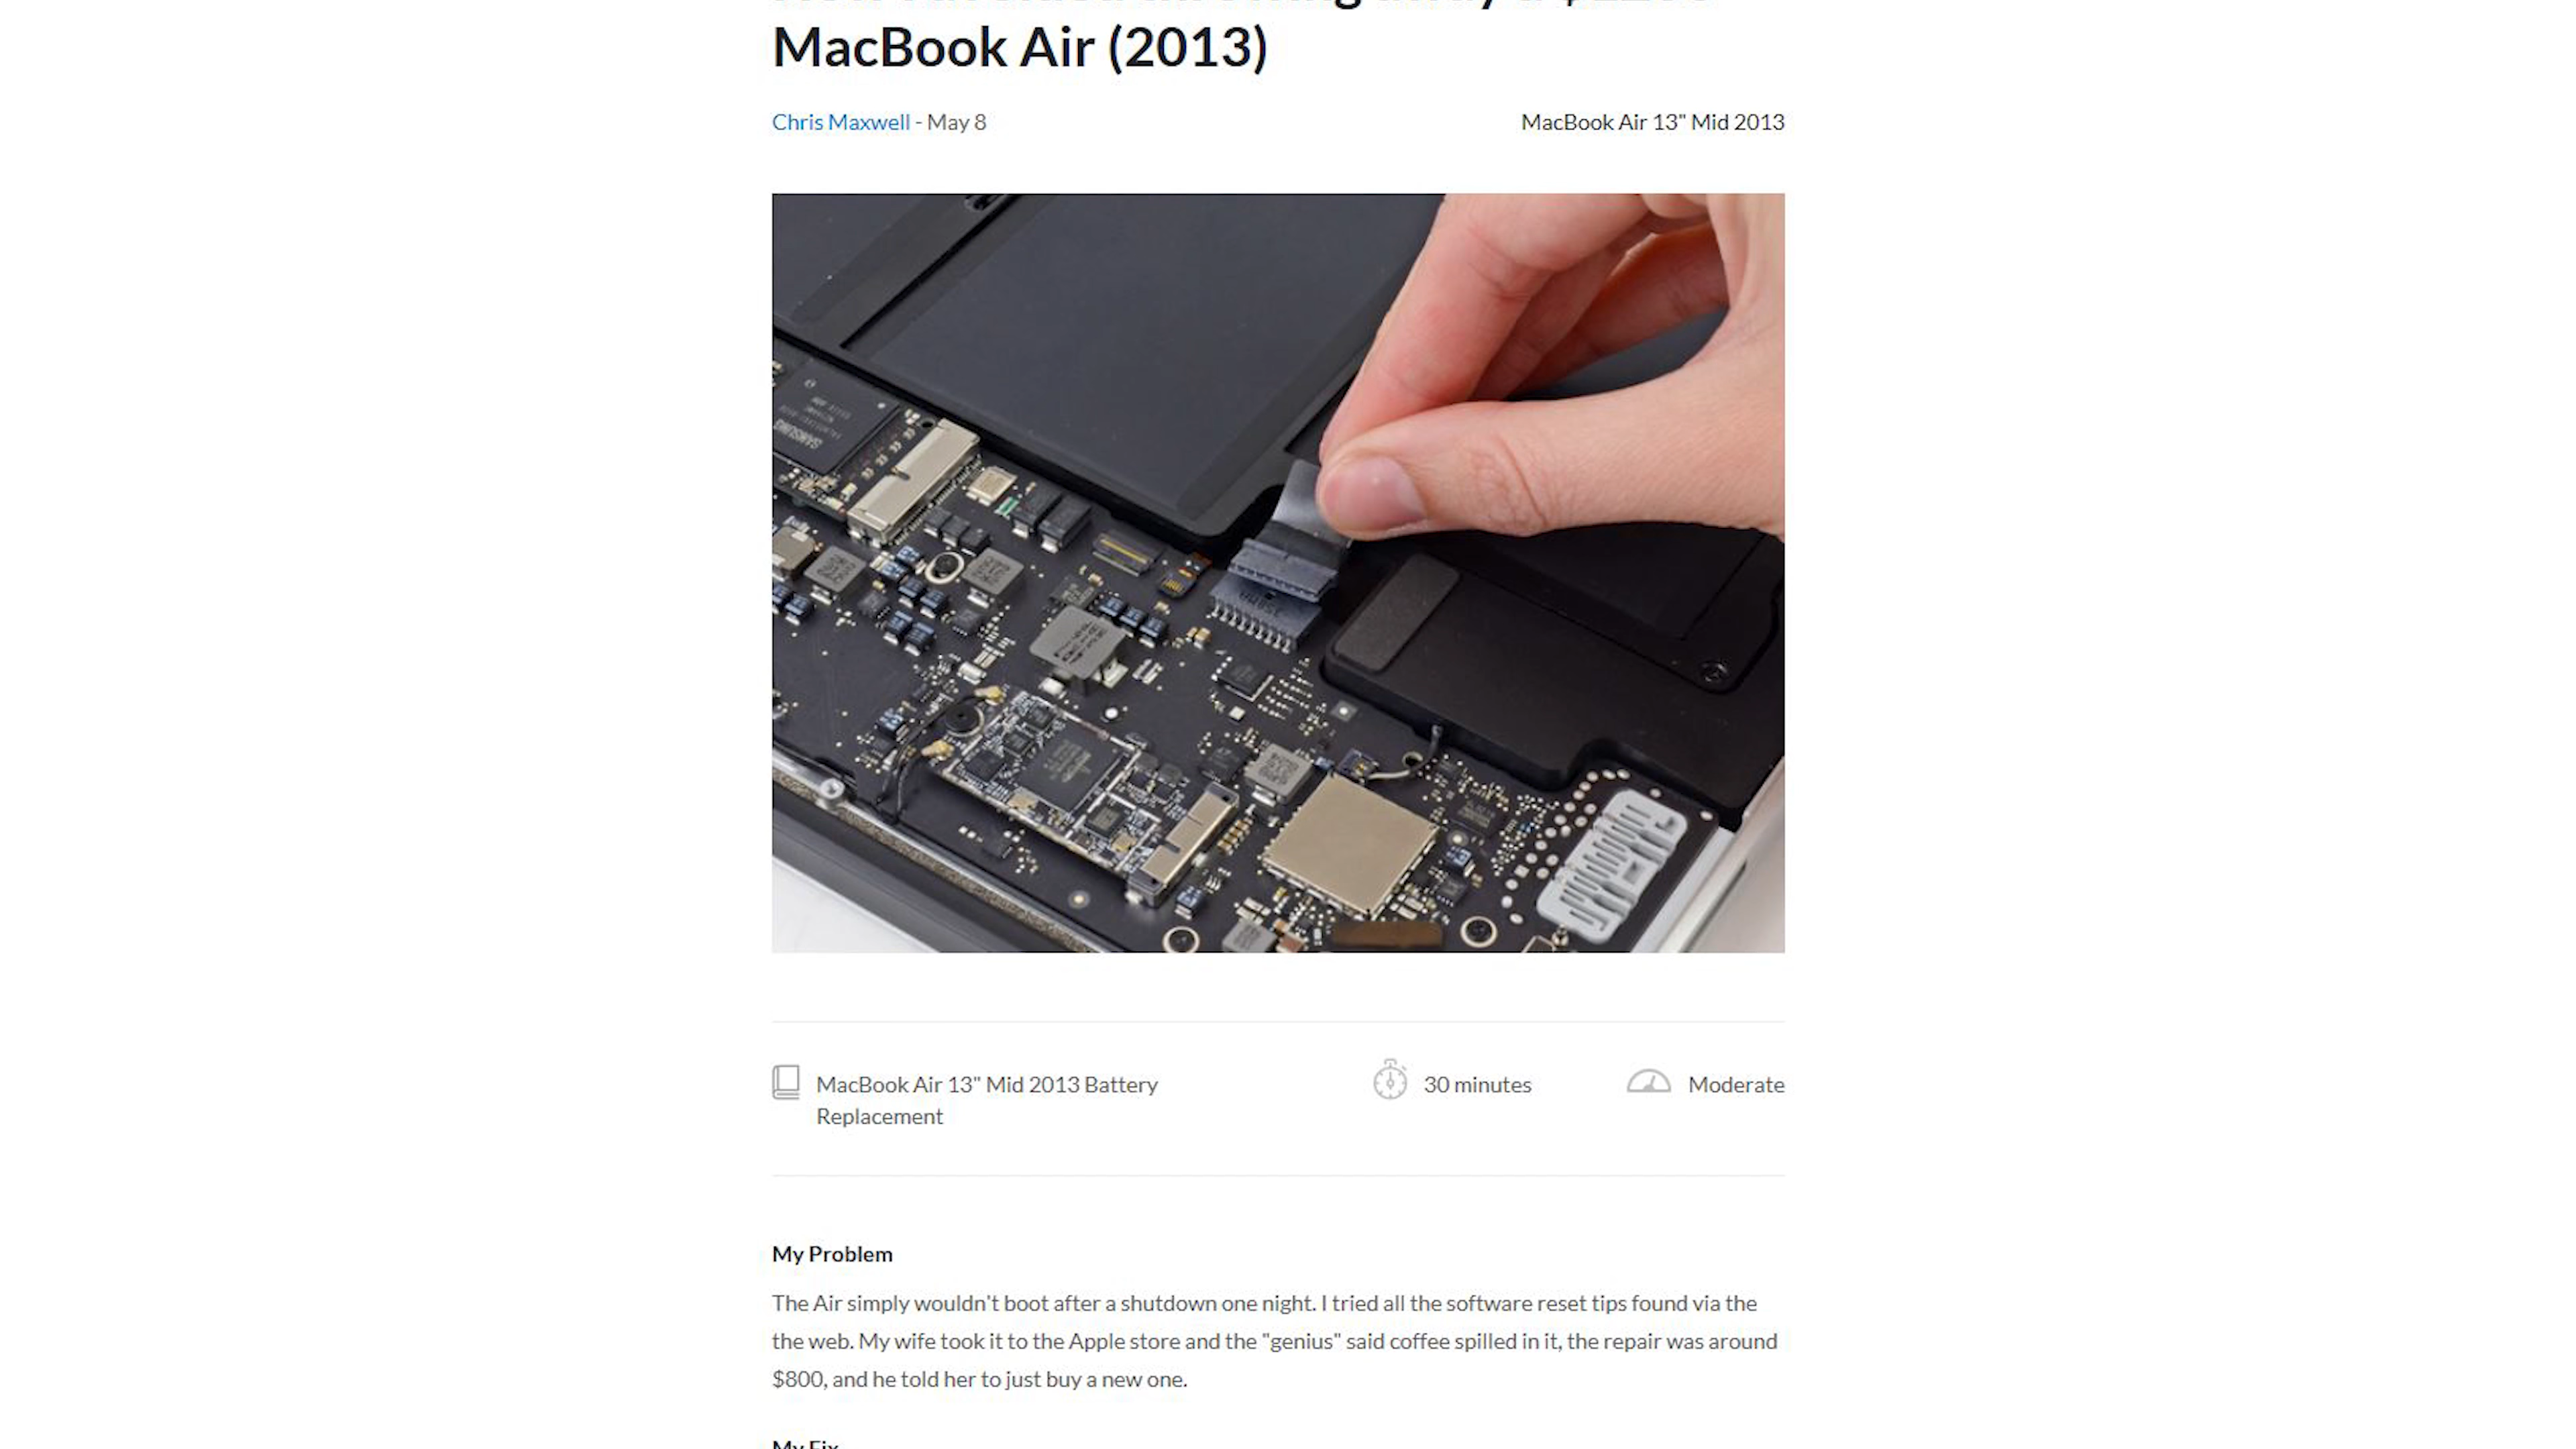 MacBook Air (2013)
Chris Maxwell - May 8
MacBook Air 13" Mid 2013
SAMSUNG
MacBook Air 13" Mid 2013 Battery
Replacement
30 minutes
Moderate
My Problem
The Air simply wouldn't boot after a shutdown one night. I tried all the software reset tips found via the
the web. My wife took it to the Apple store and the "genius" said coffee spilled in it, the repair was around
$800, and he told her to just buy a new one.
My Fix